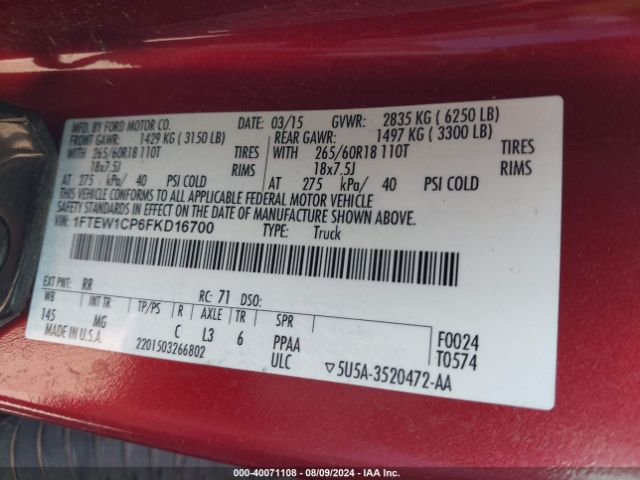 MFD. BY FORD MOTOR CO.
DATE: 03/15 GVWR: 2835 KG ( 6250 LB)
FRONT GAWR: 1429 KG ( 3150 LB) REAR GAWR: 1497 KG ( 3300 LB)
WITH 265/60R18 110T TIRES WITH 265/60R18 110T TIRES
18x7.5J RIMS 18x7.5J RIMS
AT 275 kPa/ 40 PSI COLD AT 275 kPa/ 40 PSI COLD
THIS VEHICLE CONFORMS TO ALL APPLICABLE FEDERAL MOTOR VEHICLE
SAFETY STANDARDS IN EFFECT ON THE DATE OF MANUFACTURE SHOWN ABOVE.
VIN: 1FTEW1CP6FKD16700 TYPE: Truck
EXT PNT: RR RC: 71 DSO:
WB INT TR TP/PS R AXLE TR SPR
145 MG C L3 6 PPAA F0024
MADE IN U.S.A. 2201503266802 ULC T0574
▽5U5A-3520472-AA
000-40071108 - 08/09/2024 - IAA Inc.